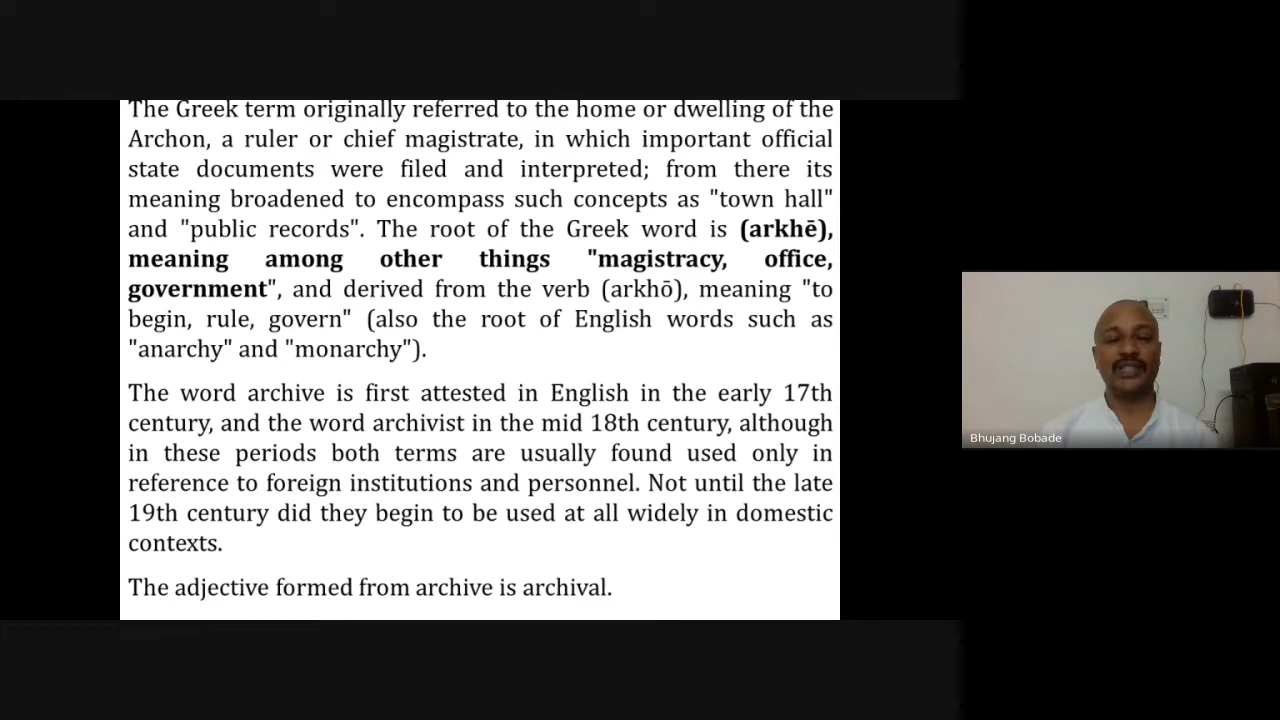 The Greek term originally referred to the home or dwelling of the
Archon, a ruler or chief magistrate, in which important official
state documents were filed and interpreted; from there its
meaning broadened to encompass such concepts as "town hall"
and "public records". The root of the Greek word is (arkhē),
meaning among other things "magistracy, office,
government", and derived from the verb (arkhō), meaning "to
begin, rule, govern" (also the root of English words such as
"anarchy" and "monarchy").
The word archive is first attested in English in the early 17th
century, and the word archivist in the mid 18th century, although
in these periods both terms are usually found used only in
reference to foreign institutions and personnel. Not until the late
19th century did they begin to be used at all widely in domestic
contexts.
The adjective formed from archive is archival.
Bhujang Bobade